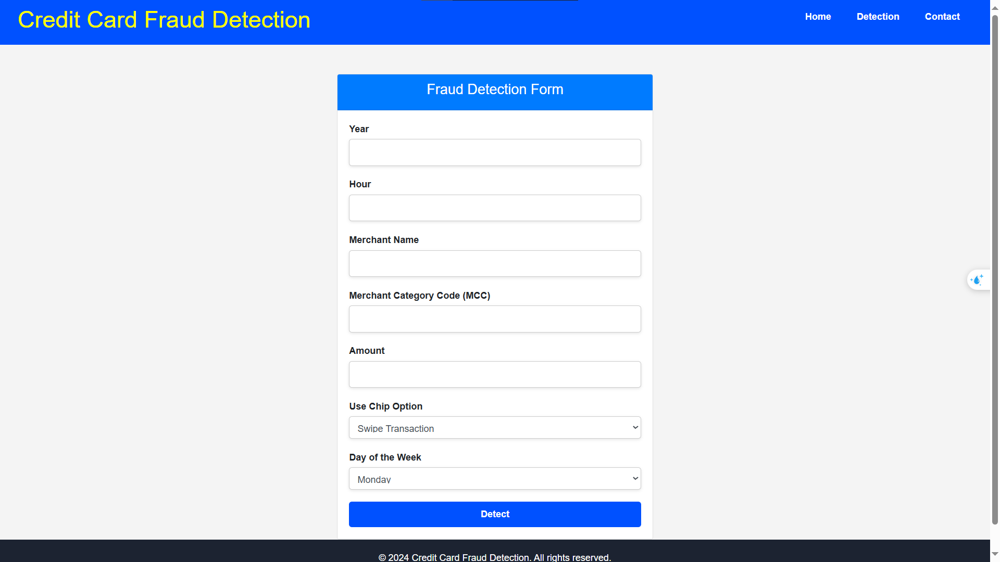 Credit Card Fraud Detection
Home
Detection
Contact
Fraud Detection Form
Year
Hour
Merchant Name
Merchant Category Code (MCC)
Amount
Use Chip Option
Swipe Transaction
Day of the Week
Monday
Detect
© 2024 Credit Card Fraud Detection. All rights reserved.